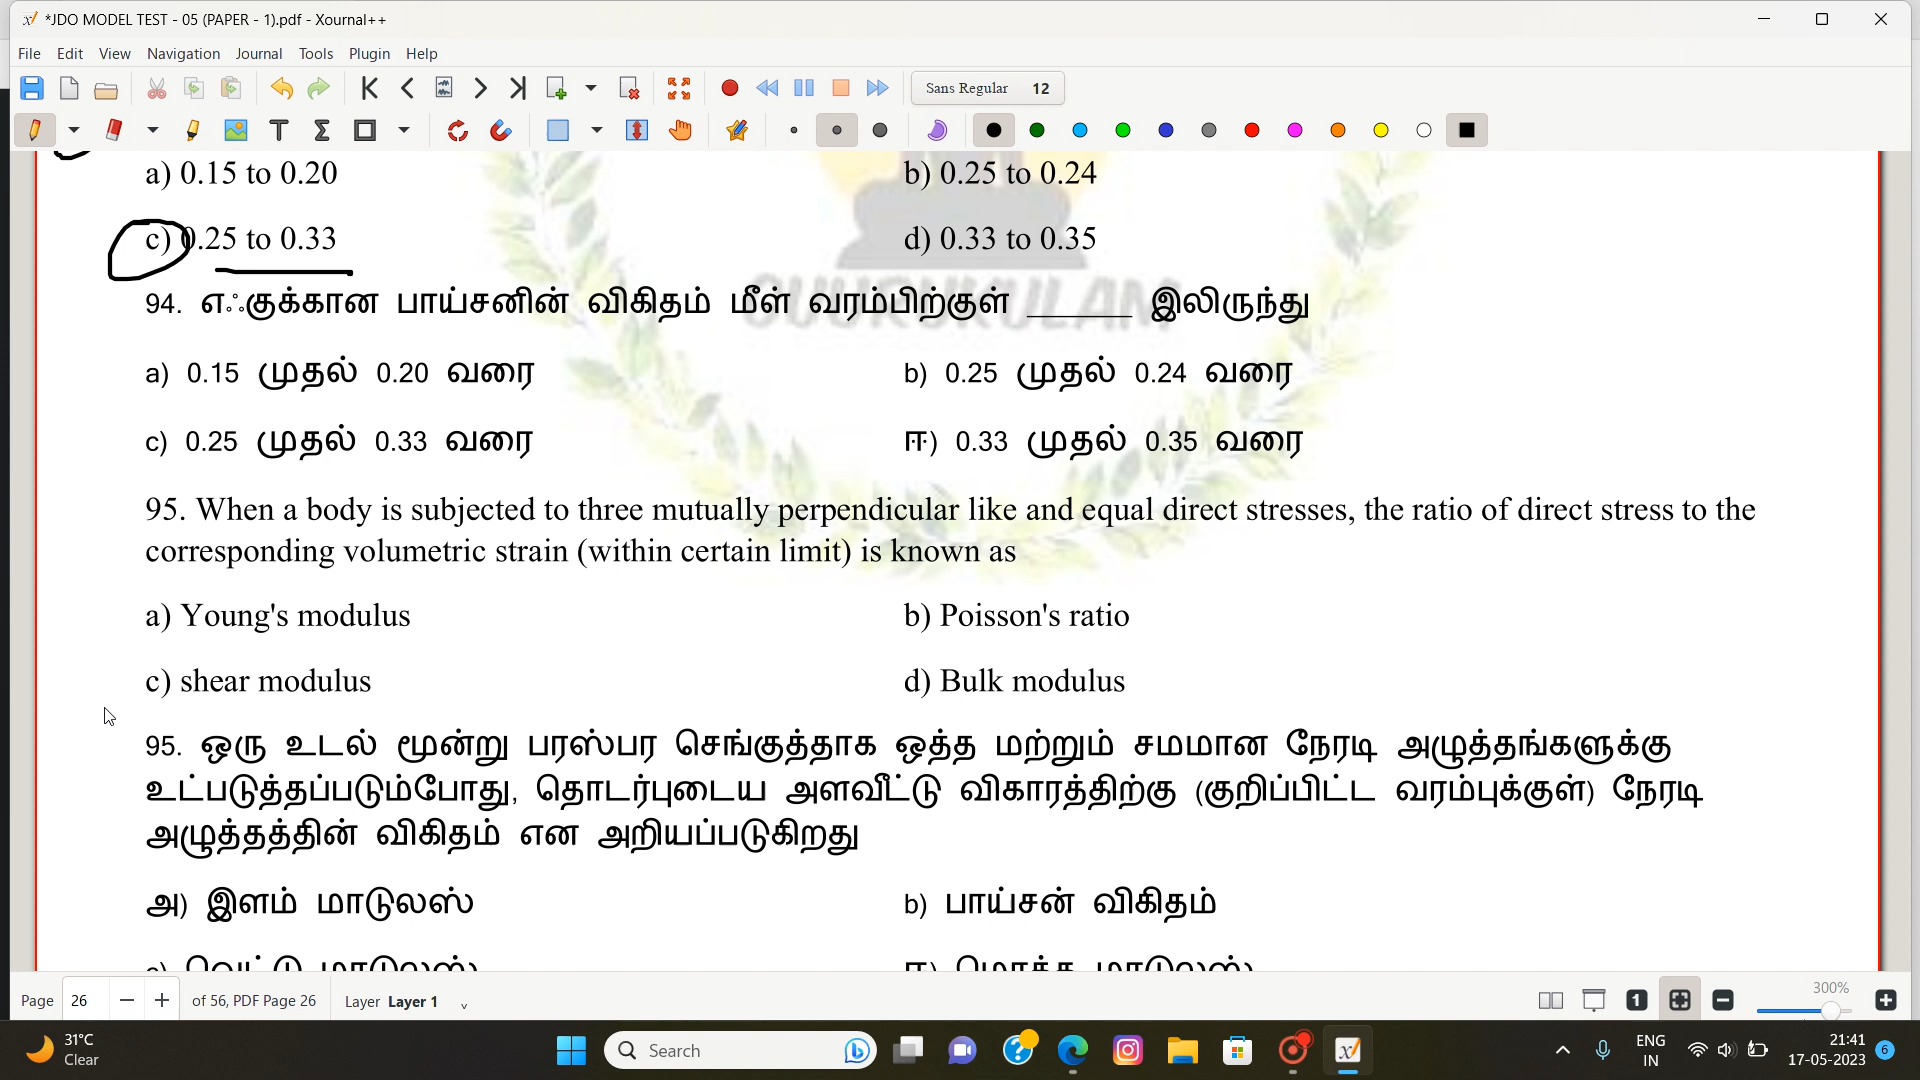 *JDO MODEL TEST - 05 (PAPER - 1).pdf - Xournal++
File Edit View Navigation Journal Tools Plugin Help
Sans Regular 12
a) 0.15 to 0.20 b) 0.25 to 0.24
c) 0.25 to 0.33 d) 0.33 to 0.35
GURUKULAM
94. எஃகுக்கான பாய்சனின் விகிதம் மீள் வரம்பிற்குள் _______ இலிருந்து
a) 0.15 முதல் 0.20 வரை b) 0.25 முதல் 0.24 வரை
c) 0.25 முதல் 0.33 வரை ஈ) 0.33 முதல் 0.35 வரை
95. When a body is subjected to three mutually perpendicular like and equal direct stresses, the ratio of direct stress to the
corresponding volumetric strain (within certain limit) is known as
a) Young's modulus b) Poisson's ratio
c) shear modulus d) Bulk modulus
95. ஒரு உடல் மூன்று பரஸ்பர செங்குத்தாக ஒத்த மற்றும் சமமான நேரடி அழுத்தங்களுக்கு
உட்படுத்தப்படும்போது, தொடர்புடைய அளவீட்டு விகாரத்திற்கு (குறிப்பிட்ட வரம்புக்குள்) நேரடி
அழுத்தத்தின் விகிதம் என அறியப்படுகிறது
அ) இளம் மாடுலஸ் b) பாய்சன் விகிதம்
Page 26 of 56, PDF Page 26 Layer Layer 1 300%
31°C
Clear
Search
ENG
IN
21:41
17-05-2023
6